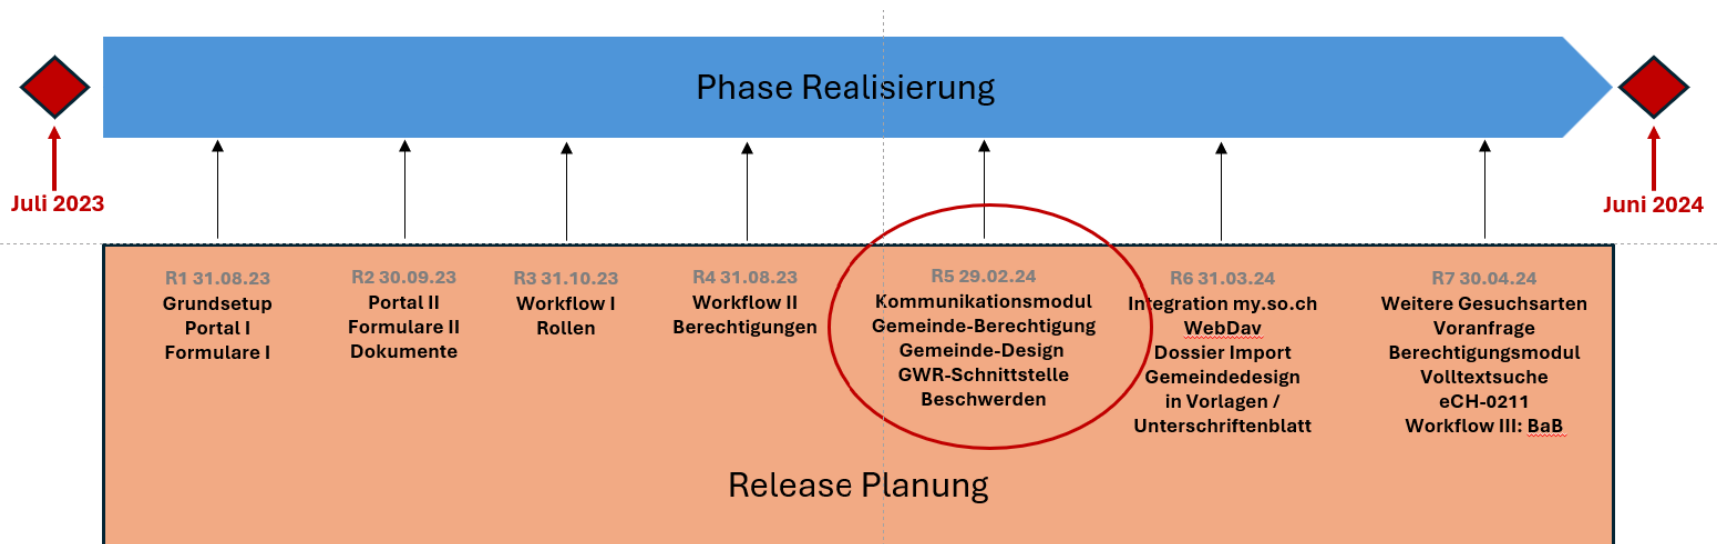 Phase Realisierung
Juli 2023
Juni 2024
R1 31.08.23
Grundsetup
Portal I
Formulare I
R2 30.09.23
Portal II
Formulare II
Dokumente
R3 31.10.23
Workflow I
Rollen
R4 31.08.23
Workflow II
Berechtigungen
R5 29.02.24
Kommunikationsmodul
Gemeinde-Berechtigung
Gemeinde-Design
GWR-Schnittstelle
Beschwerden
R6 31.03.24
Integration my.so.ch
WebDav
Dossier Import
Gemeindedesign
in Vorlagen /
Unterschriftenblatt
R7 30.04.24
Weitere Gesuchsarten
Voranfrage
Berechtigungsmodul
Volltextsuche
eCH-0211
Workflow III: BaB
Release Planung